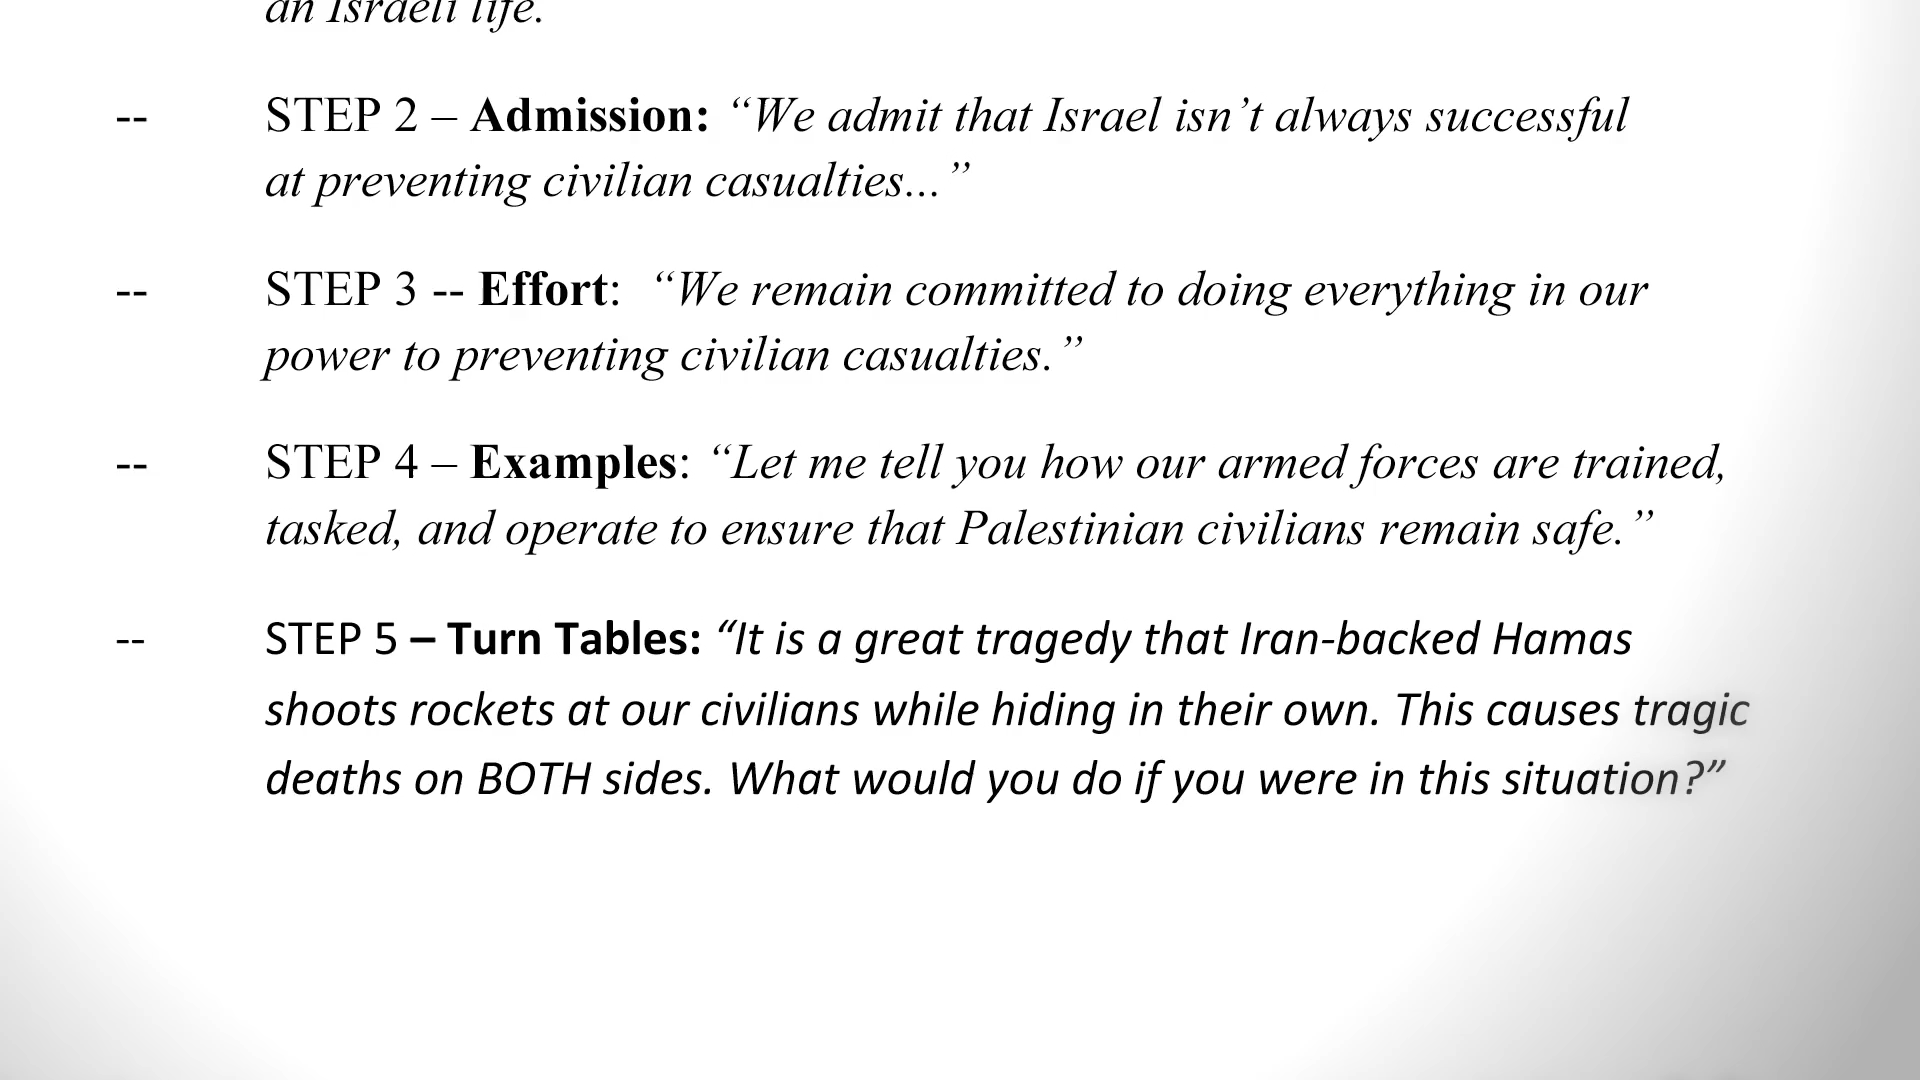 an Israeli life.
-- STEP 2 – Admission: “We admit that Israel isn’t always successful
at preventing civilian casualties...”
-- STEP 3 -- Effort: “We remain committed to doing everything in our
power to preventing civilian casualties.”
-- STEP 4 – Examples: “Let me tell you how our armed forces are trained,
tasked, and operate to ensure that Palestinian civilians remain safe.”
-- STEP 5 – Turn Tables: “It is a great tragedy that Iran-backed Hamas
shoots rockets at our civilians while hiding in their own. This causes tragic
deaths on BOTH sides. What would you do if you were in this situation?”